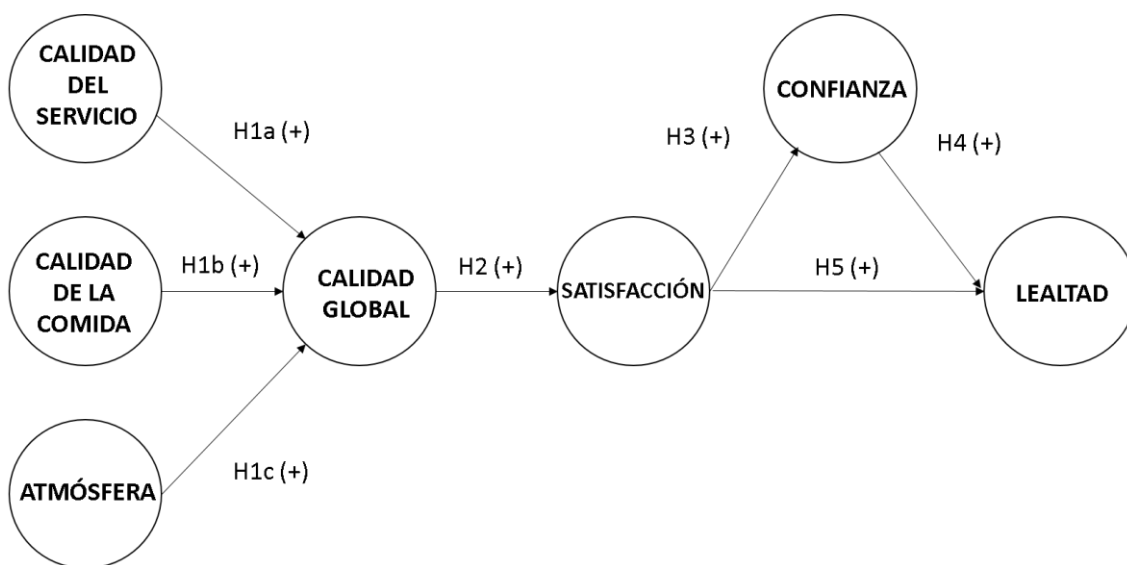 CALIDAD
DEL
SERVICIO
H1a (+)
CALIDAD
DE LA
COMIDA
H1b (+)
ATMÓSFERA
H1c (+)
CALIDAD
GLOBAL
H2 (+)
SATISFACCIÓN
H3 (+)
CONFIANZA
H4 (+)
H5 (+)
LEALTAD